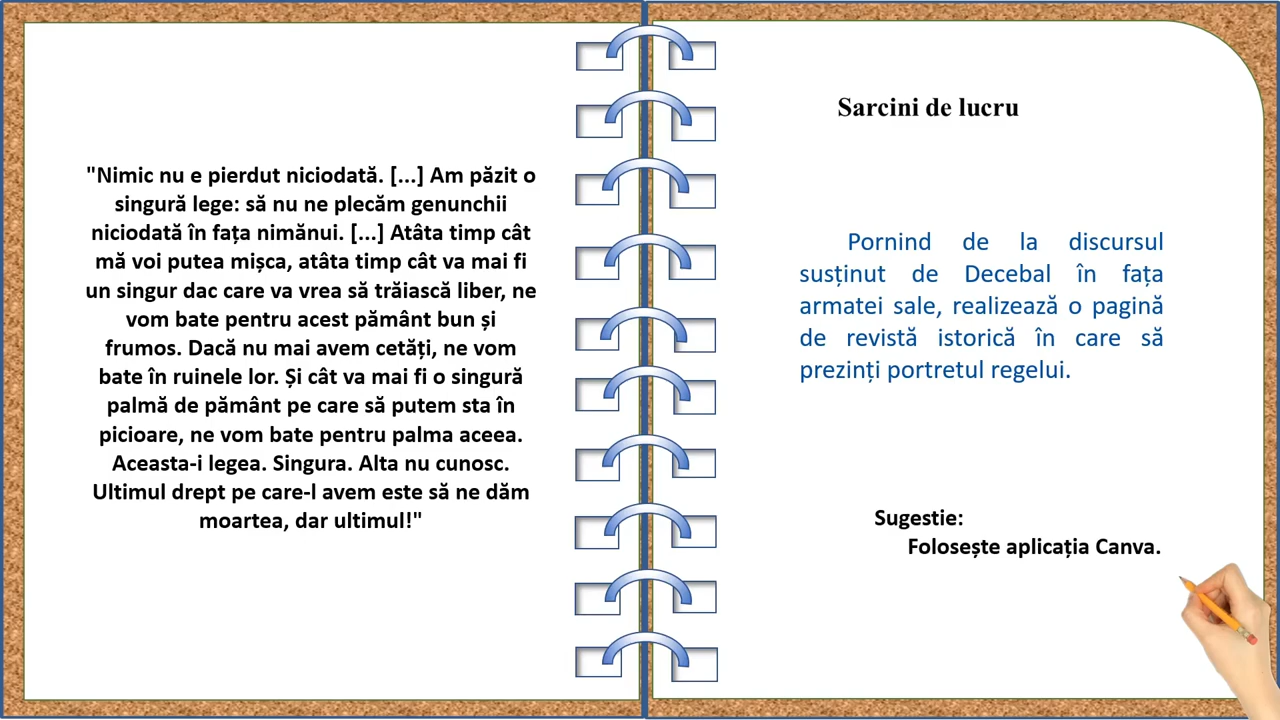 "Nimic nu e pierdut niciodată. [...] Am păzit o
singură lege: să nu ne plecăm genunchii
niciodată în fața nimănui. [...] Atâta timp cât
mă voi putea mișca, atâta timp cât va mai fi
un singur dac care va vrea să trăiască liber, ne
vom bate pentru acest pământ bun și
frumos. Dacă nu mai avem cetăți, ne vom
bate în ruinele lor. Și cât va mai fi o singură
palmă de pământ pe care să putem sta în
picioare, ne vom bate pentru palma aceea.
Aceasta-i legea. Singura. Alta nu cunosc.
Ultimul drept pe care-l avem este să ne dăm
moartea, dar ultimul!"
Sarcini de lucru
Pornind de la discursul
susținut de Decebal în fața
armatei sale, realizează o pagină
de revistă istorică în care să
prezinți portretul regelui.
Sugestie:
Folosește aplicația Canva.